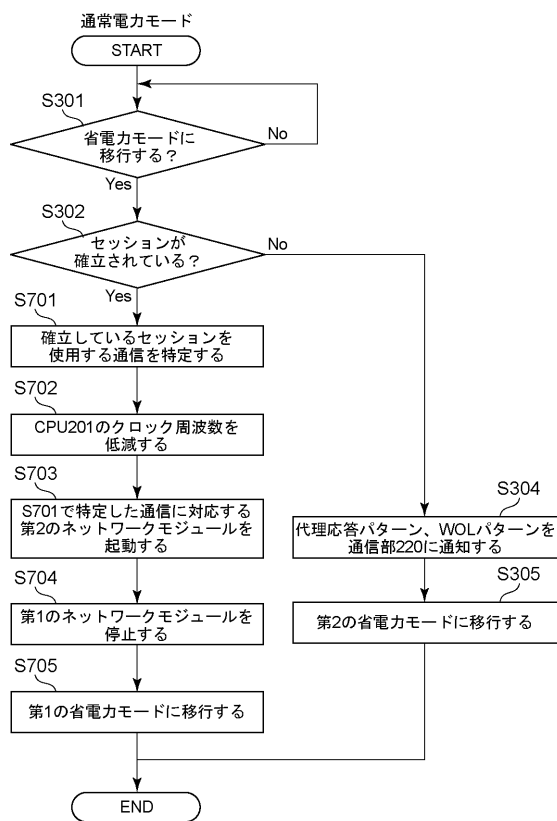 通常電力モード
START
S301
省電力モードに
移行する?
No
Yes
S302
セッションが
確立されている?
No
Yes
S701
確立しているセッションを
使用する通信を特定する
S702
CPU201のクロック周波数を
低減する
S703
S701で特定した通信に対応する
第2のネットワークモジュールを
起動する
S704
第1のネットワークモジュールを
停止する
S705
第1の省電力モードに移行する
S304
代理応答パターン、WOLパターンを
通信部220に通知する
S305
第2の省電力モードに移行する
END